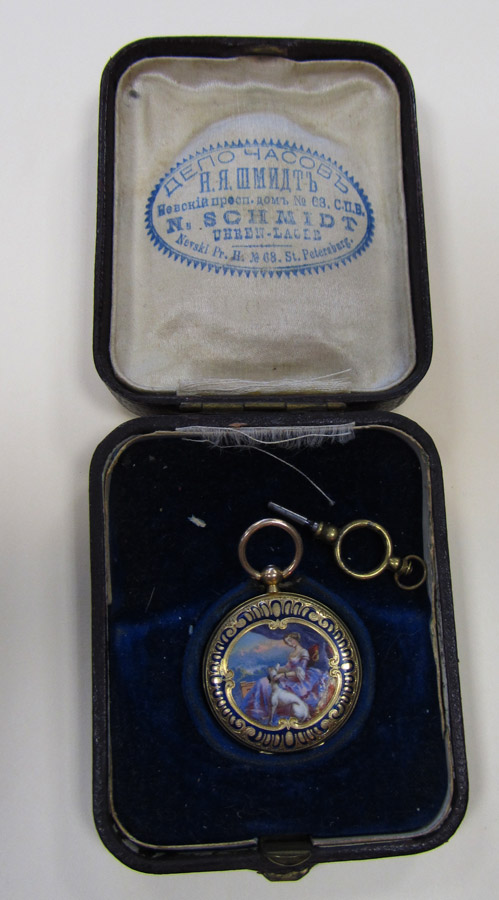 ДЕПО ЧАСОВЪ
Н.Я.ШМИДТЪ
Невскiй просп. домъ № 68. С.П.Б.
N. SCHMIDT
UHREN-LAGER
Nevski Pr. H. № 68. St. Petersburg.